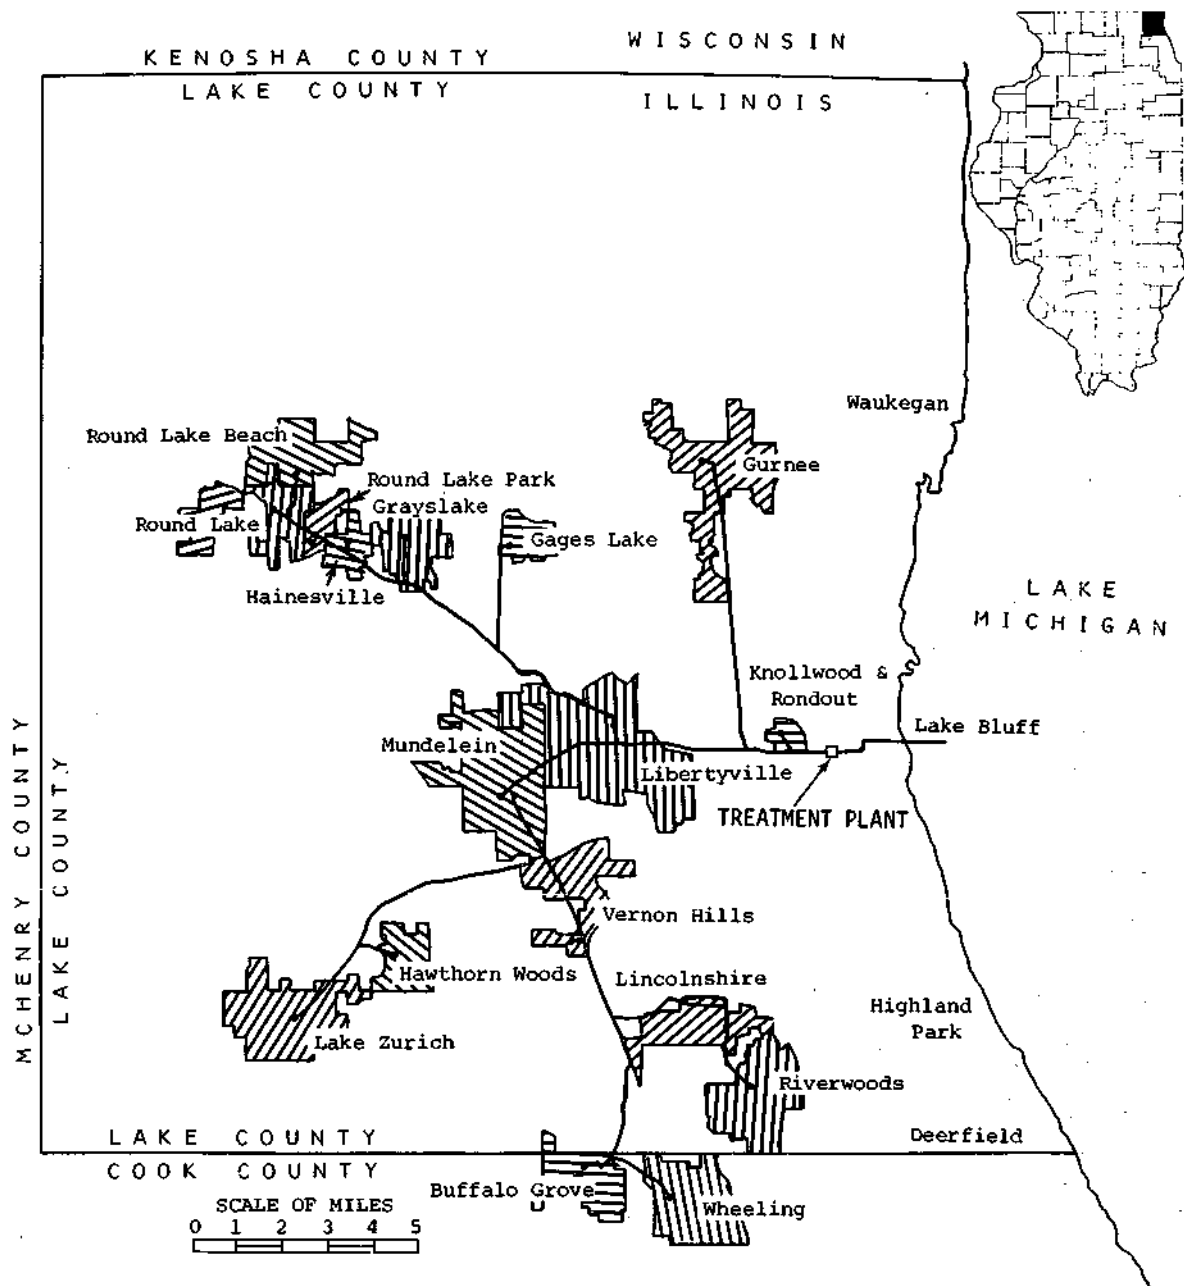 WISCONSIN
KENOSHA COUNTY
LAKE COUNTY
ILLINOIS
Waukegan
Round Lake Beach
Gurnee
Round Lake Park
Grayslake
Round Lake
Gages Lake
Hainesville
LAKE
MICHIGAN
Knollwood &
Rondout
Lake Bluff
Mundelein
Libertyville
TREATMENT PLANT
MCHENRY COUNTY
LAKE COUNTY
Vernon Hills
Hawthorn Woods
Lincolnshire
Highland
Park
Lake Zurich
Riverwoods
Deerfield
LAKE COUNTY
COOK COUNTY
Buffalo Grove
Wheeling
SCALE OF MILES
0 1 2 3 4 5